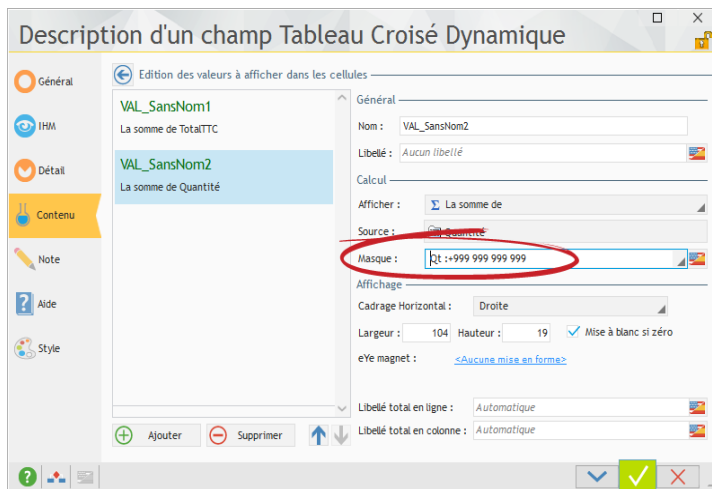 Description d'un champ Tableau Croisé Dynamique
Général
IHM
Détail
Contenu
Note
Aide
Style
Edition des valeurs à afficher dans les cellules
VAL_SansNom1
La somme de TotalTTC
VAL_SansNom2
La somme de Quantité
Ajouter
Supprimer
Général
Nom : VAL_SansNom2
Libellé : Aucun libellé
Calcul
Afficher : Σ La somme de
Source : Quantité
Masque : Qt :+999 999 999 999
Affichage
Cadrage Horizontal : Droite
Largeur : 104 Hauteur : 19 Mise à blanc si zéro
eYe magnet : <Aucune mise en forme>
Libellé total en ligne : Automatique
Libellé total en colonne : Automatique